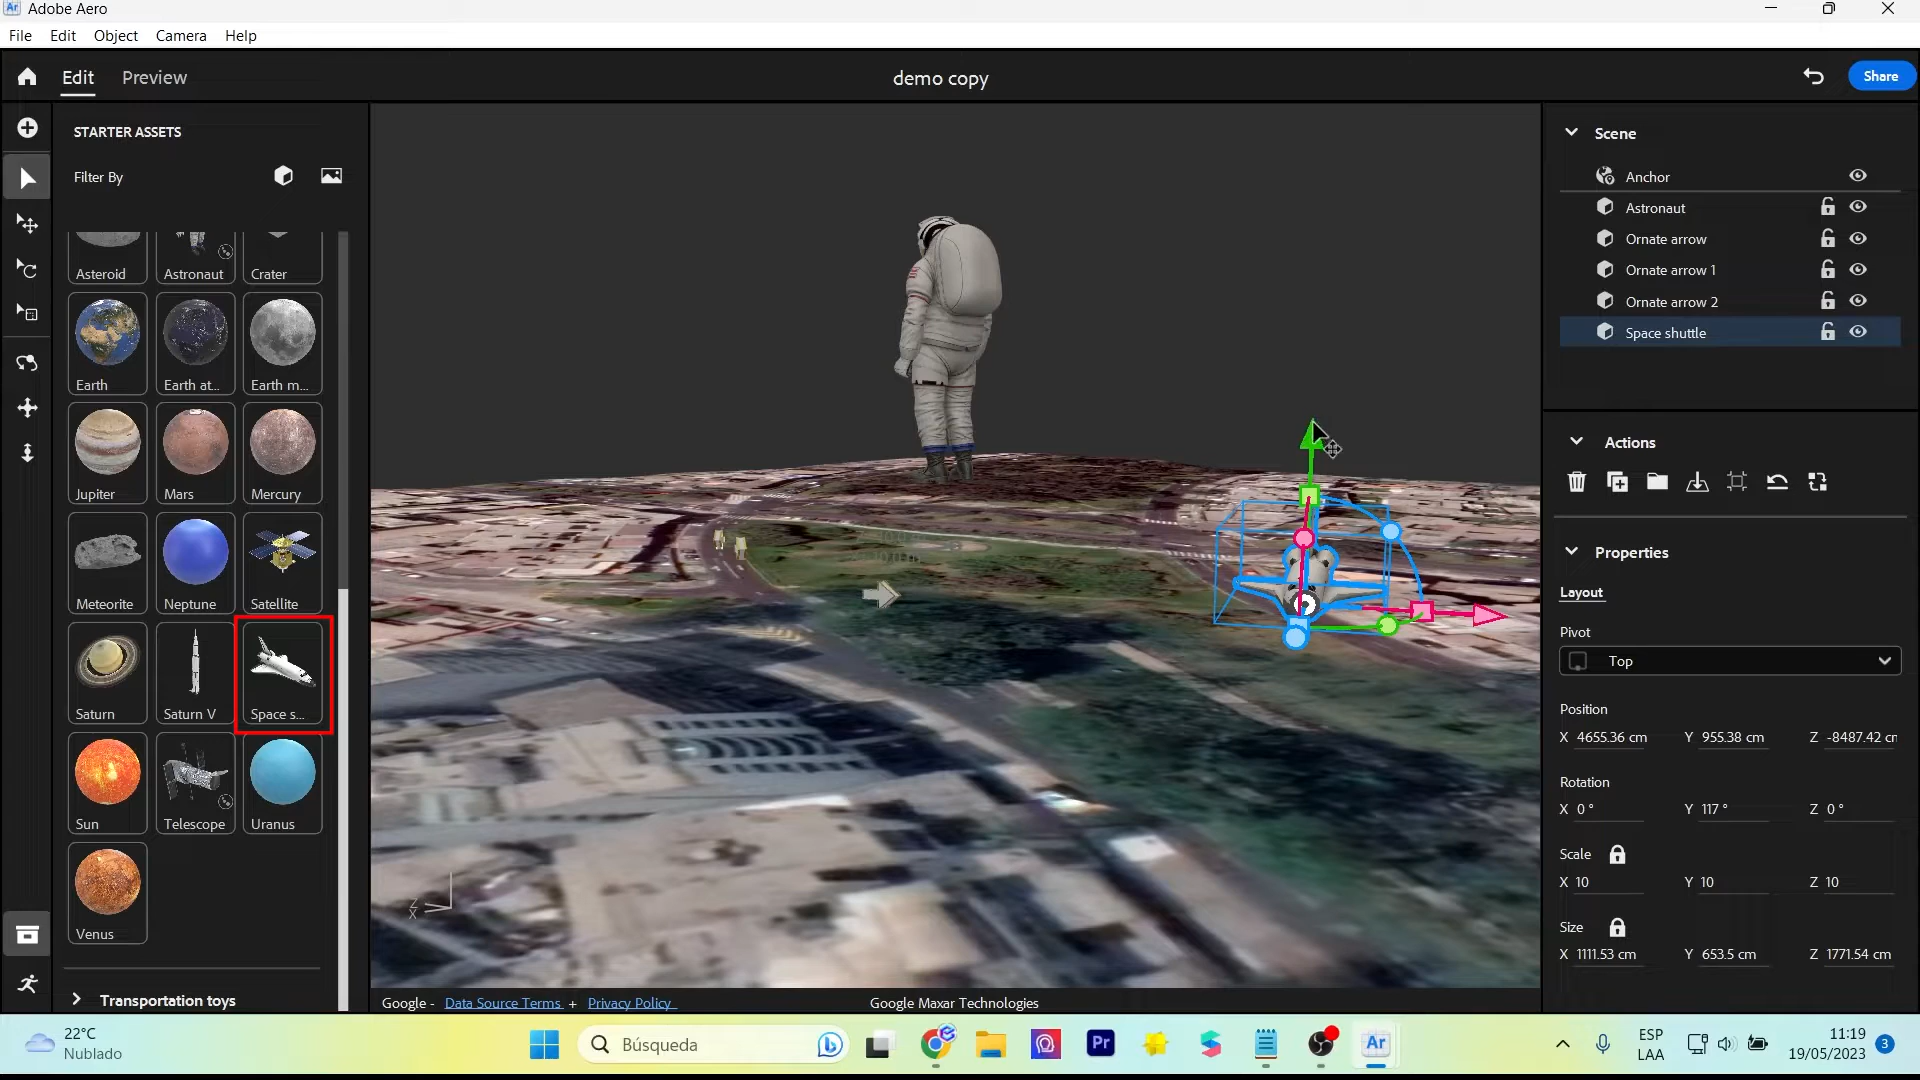 Ar Adobe Aero
File Edit Object Camera Help
Edit Preview demo copy Share
STARTER ASSETS
Filter By
Asteroid Astronaut Crater
Earth Earth at... Earth m...
Jupiter Mars Mercury
Meteorite Neptune Satellite
Saturn Saturn V Space s...
Sun Telescope Uranus
Venus
Transportation toys
Z
X
Google - Data Source Terms + Privacy Policy Google Maxar Technologies
Scene
Anchor
Astronaut
Ornate arrow
Ornate arrow 1
Ornate arrow 2
Space shuttle
Actions
Properties
Layout
Pivot
Top
Position
X 4655.36 cm Y 955.38 cm Z -8487.42 cm
Rotation
X 0° Y 117° Z 0°
Scale
X 10 Y 10 Z 10
Size
X 1111.53 cm Y 653.5 cm Z 1771.54 cm
22°C
Nublado
Búsqueda
Pr
Ar
ESP
LAA
11:19
19/05/2023
3